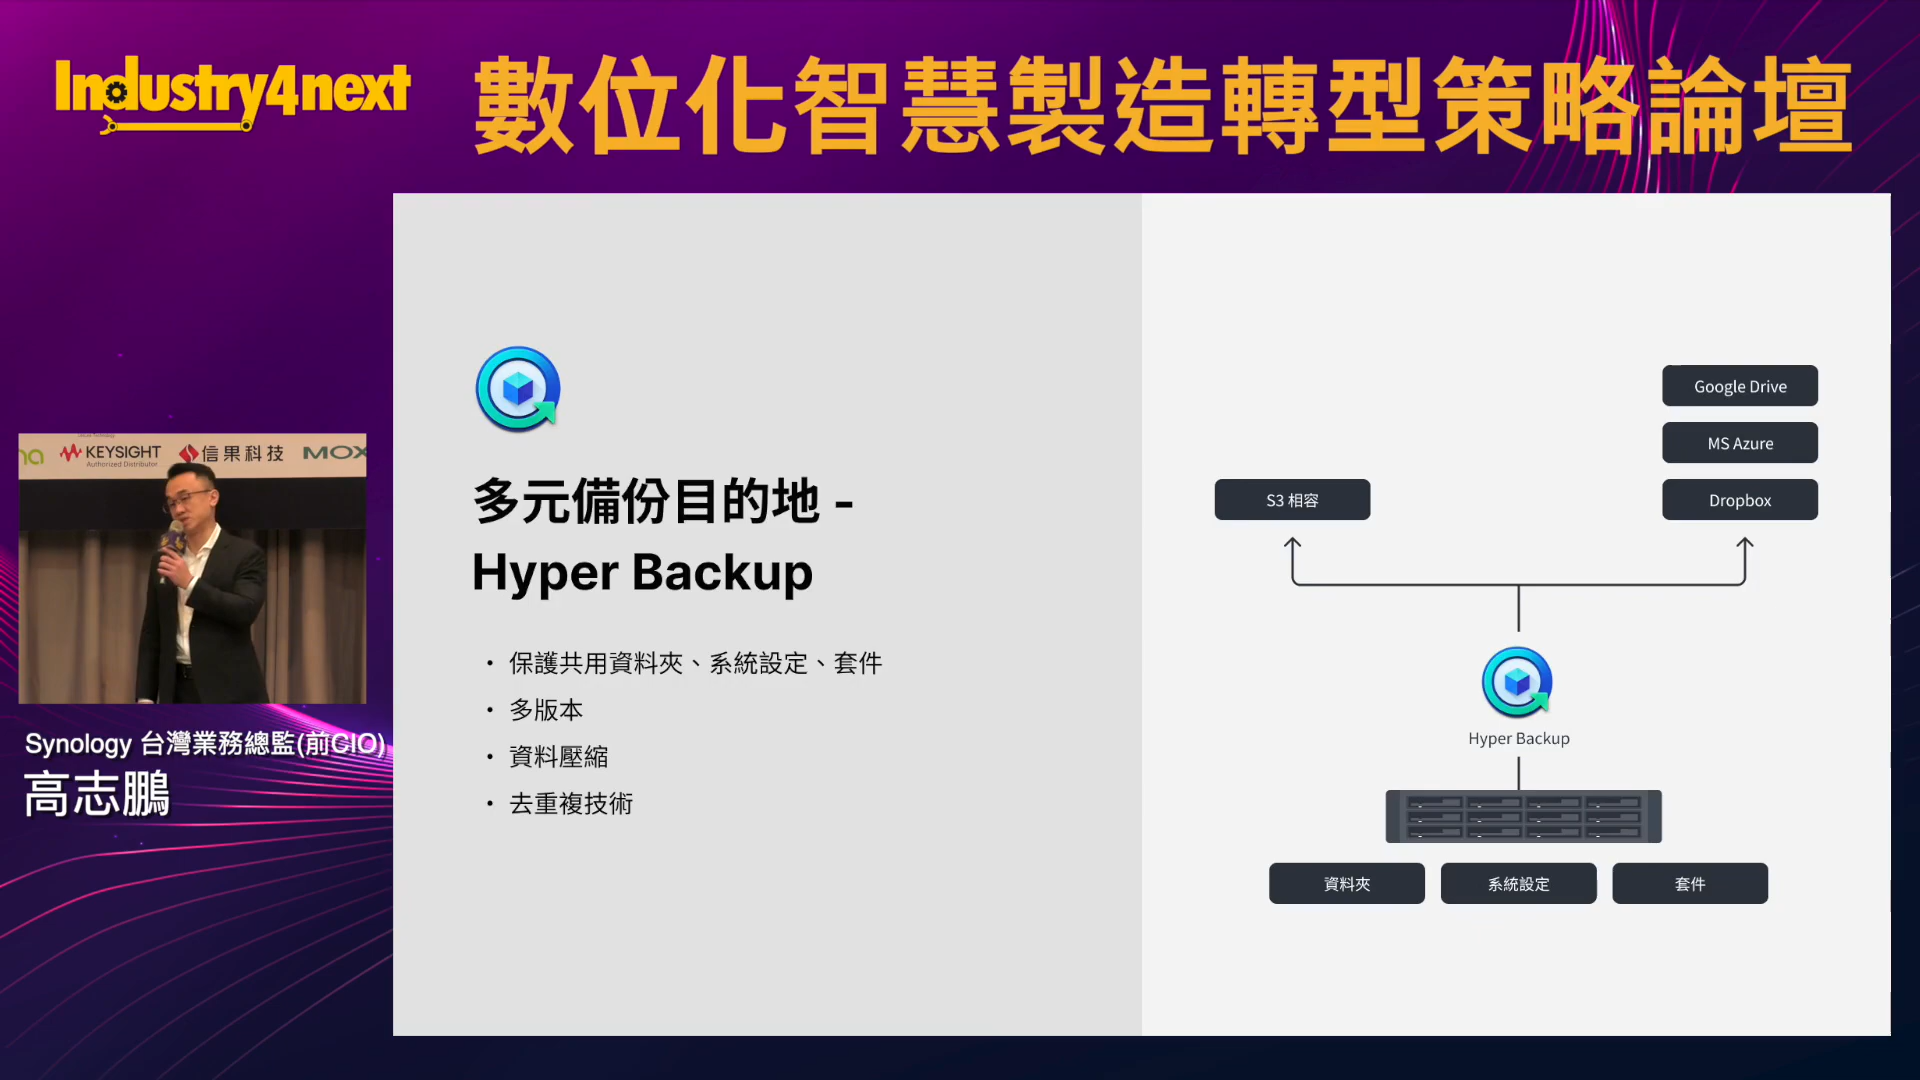 Industry4next
數位化智慧製造轉型策略論壇
KEYSIGHT
Authorized Distributor
信果科技
MOX
Synology 台灣業務總監(前CIO)
高志鵬
多元備份目的地 -
Hyper Backup
• 保護共用資料夾、系統設定、套件
• 多版本
• 資料壓縮
• 去重複技術
Google Drive
MS Azure
S3 相容
Dropbox
Hyper Backup
資料夾
系統設定
套件